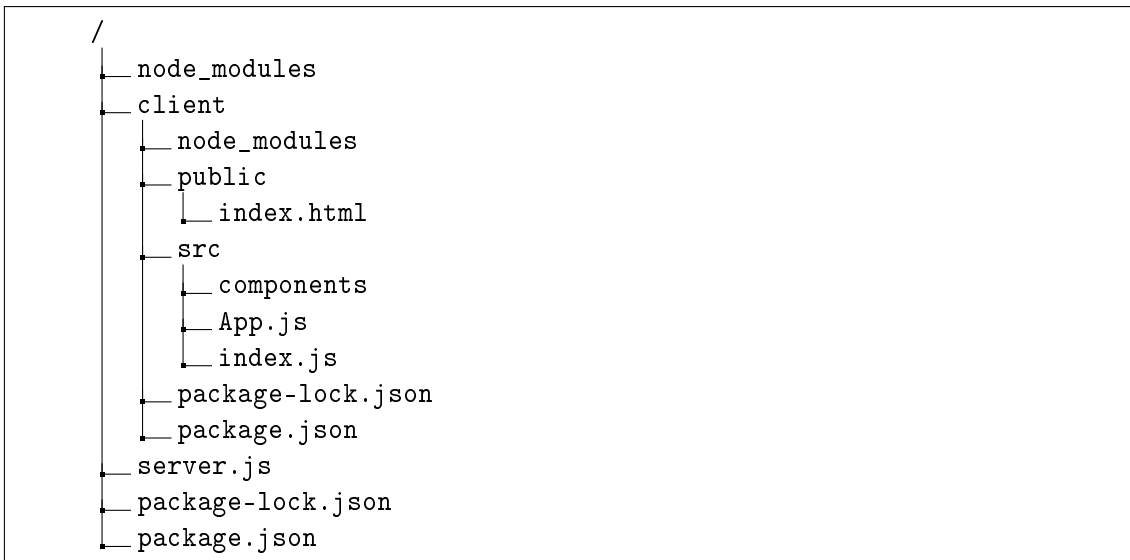 /
node_modules
client
node_modules
public
index.html
src
components
App.js
index.js
package-lock.json
package.json
server.js
package-lock.json
package.json